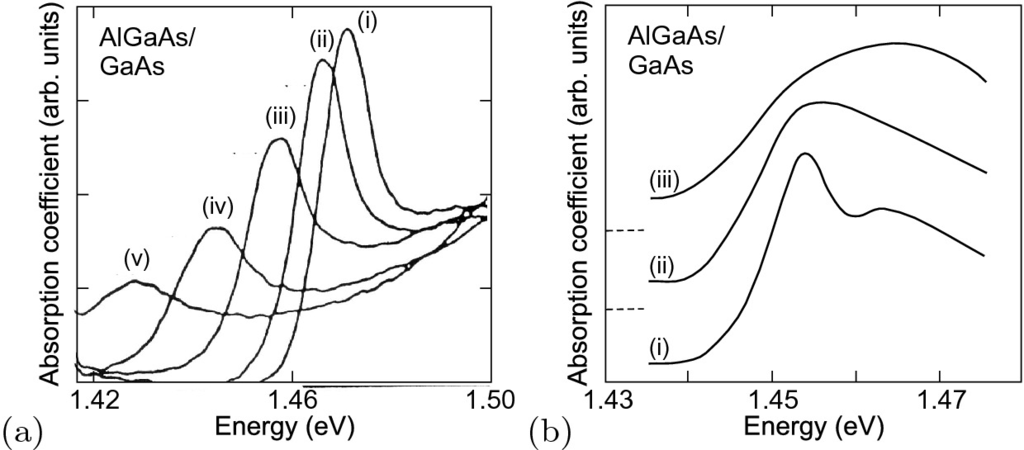 Absorption coefficient (arb. units)
AlGaAs/
GaAs
(i)
(ii)
(iii)
(iv)
(v)
1.42
1.46
1.50
Energy (eV)
(a)
Absorption coefficient (arb. units)
AlGaAs/
GaAs
(iii)
(ii)
(i)
1.43
1.45
1.47
Energy (eV)
(b)